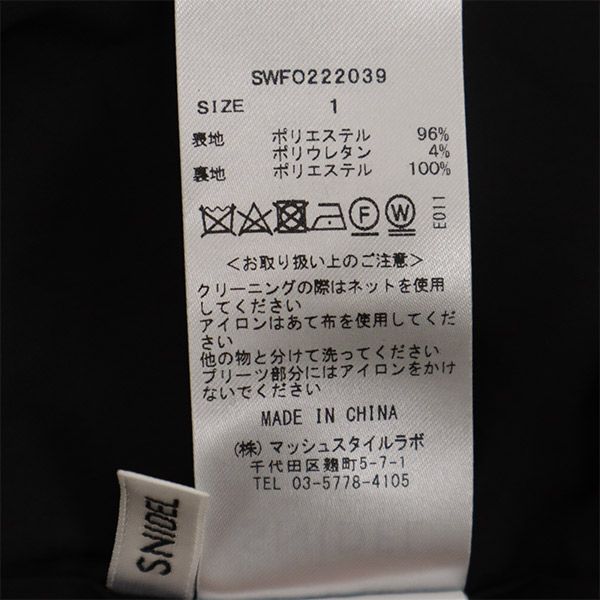 SWFO222039
SIZE 1
表地 ポリエステル 96%
ポリウレタン 4%
裏地 ポリエステル 100%
F W E011
<お取り扱い上のご注意>
クリーニングの際はネットを使用
してください
アイロンはあて布を使用してくだ
さい
他の物と分けて洗ってください
プリーツ部分にはアイロンをかけ
ないでください
MADE IN CHINA
(株)マッシュスタイルラボ
千代田区麹町5-7-1
TEL 03-5778-4105
SNIDEL